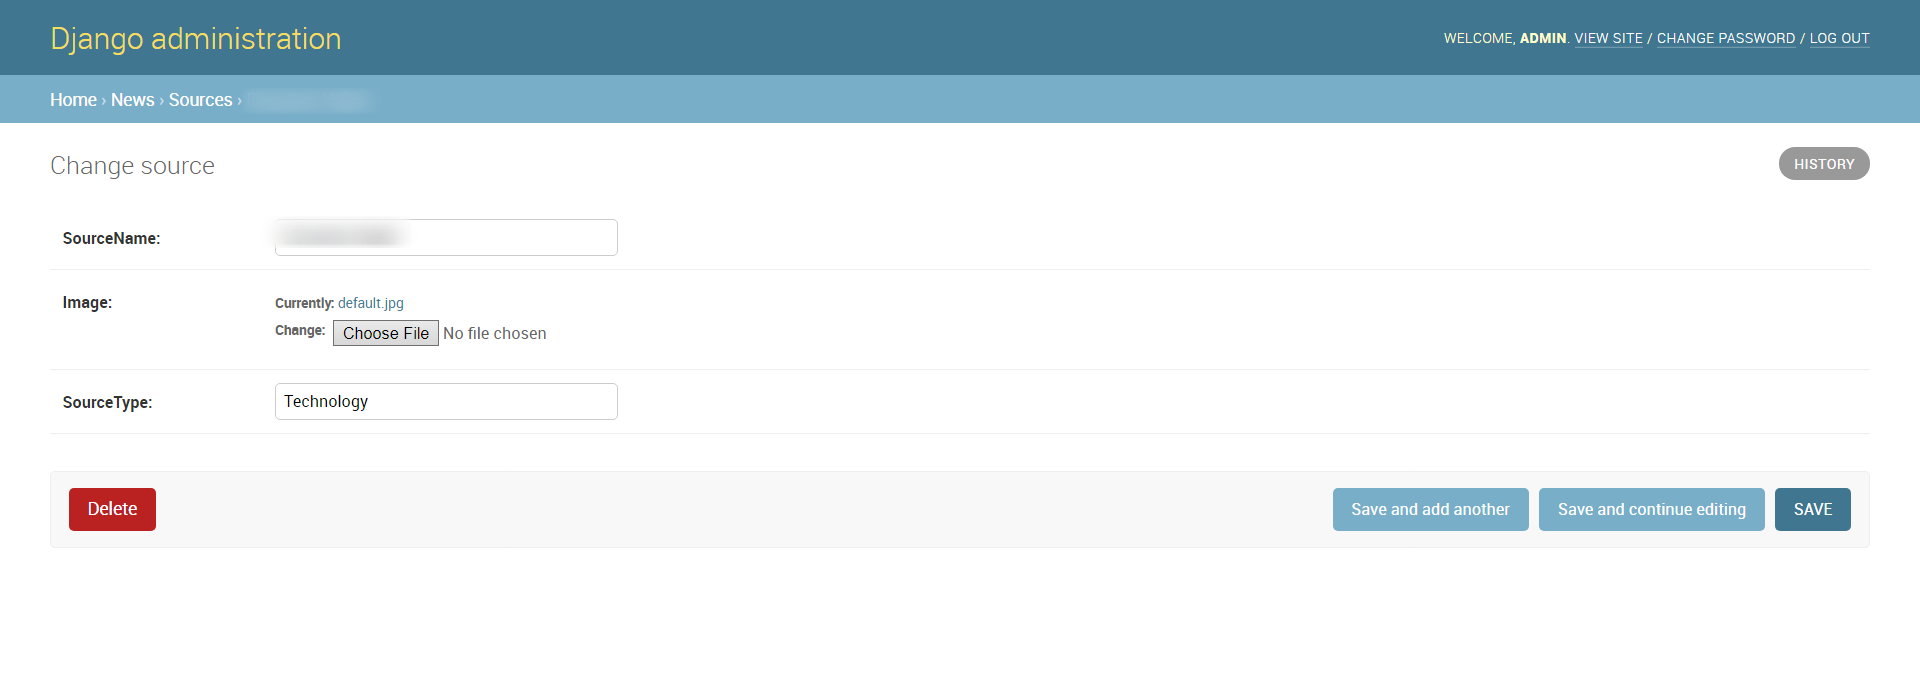 Django administration
WELCOME, ADMIN. VIEW SITE / CHANGE PASSWORD / LOG OUT
Home › News › Sources ›
Change source
HISTORY
SourceName:
Image:
Currently: default.jpg
Change: Choose File No file chosen
SourceType:
Technology
Delete
Save and add another
Save and continue editing
SAVE